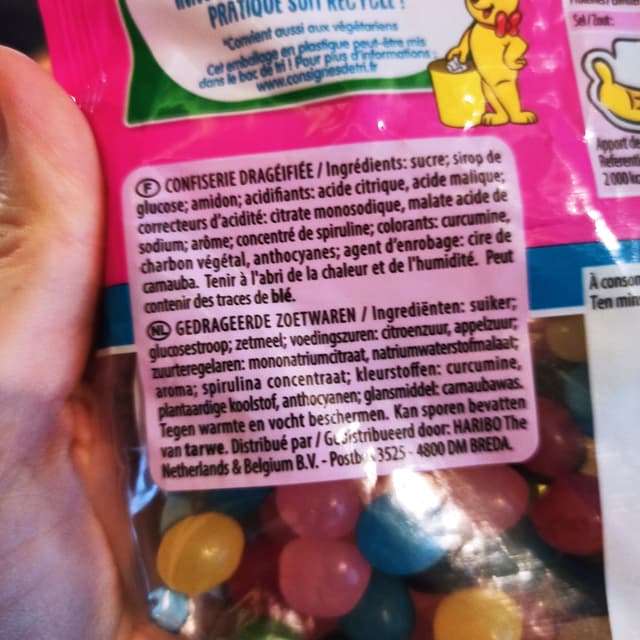 PRATIQUE SOIT RECYCLÉ !
*Convient aussi aux végétariens
Cet emballage en plastique peut-être mis
dans le bac de tri ! Pour plus d'informations :
www.consignesdetri.fr
Sel / Zout:
Apport de
Referent
2000 kc
F CONFISERIE DRAGÉIFIÉE / Ingrédients: sucre; sirop de
glucose; amidon; acidifiants: acide citrique, acide malique;
correcteurs d'acidité: citrate monosodique, malate acide de
sodium; arôme; concentré de spiruline; colorants: curcumine,
charbon végétal, anthocyanes; agent d'enrobage: cire de
carnauba. Tenir à l'abri de la chaleur et de l'humidité. Peut
contenir des traces de blé.
NL GEDRAGEERDE ZOETWAREN / Ingrediënten: suiker;
glucosestroop; zetmeel; voedingszuren: citroenzuur, appelzuur;
zuurteregelaren: mononatriumcitraat, natriumwaterstofmalaat;
aroma; spirulina concentraat; kleurstoffen: curcumine,
plantaardige koolstof, anthocyanen; glansmiddel: carnaubawas.
Tegen warmte en vocht beschermen. Kan sporen bevatten
van tarwe. Distribué par / Gedistribueerd door: HARIBO The
Netherlands & Belgium B.V. - 3525 - 4800 DM BREDA.
À conson
Ten min